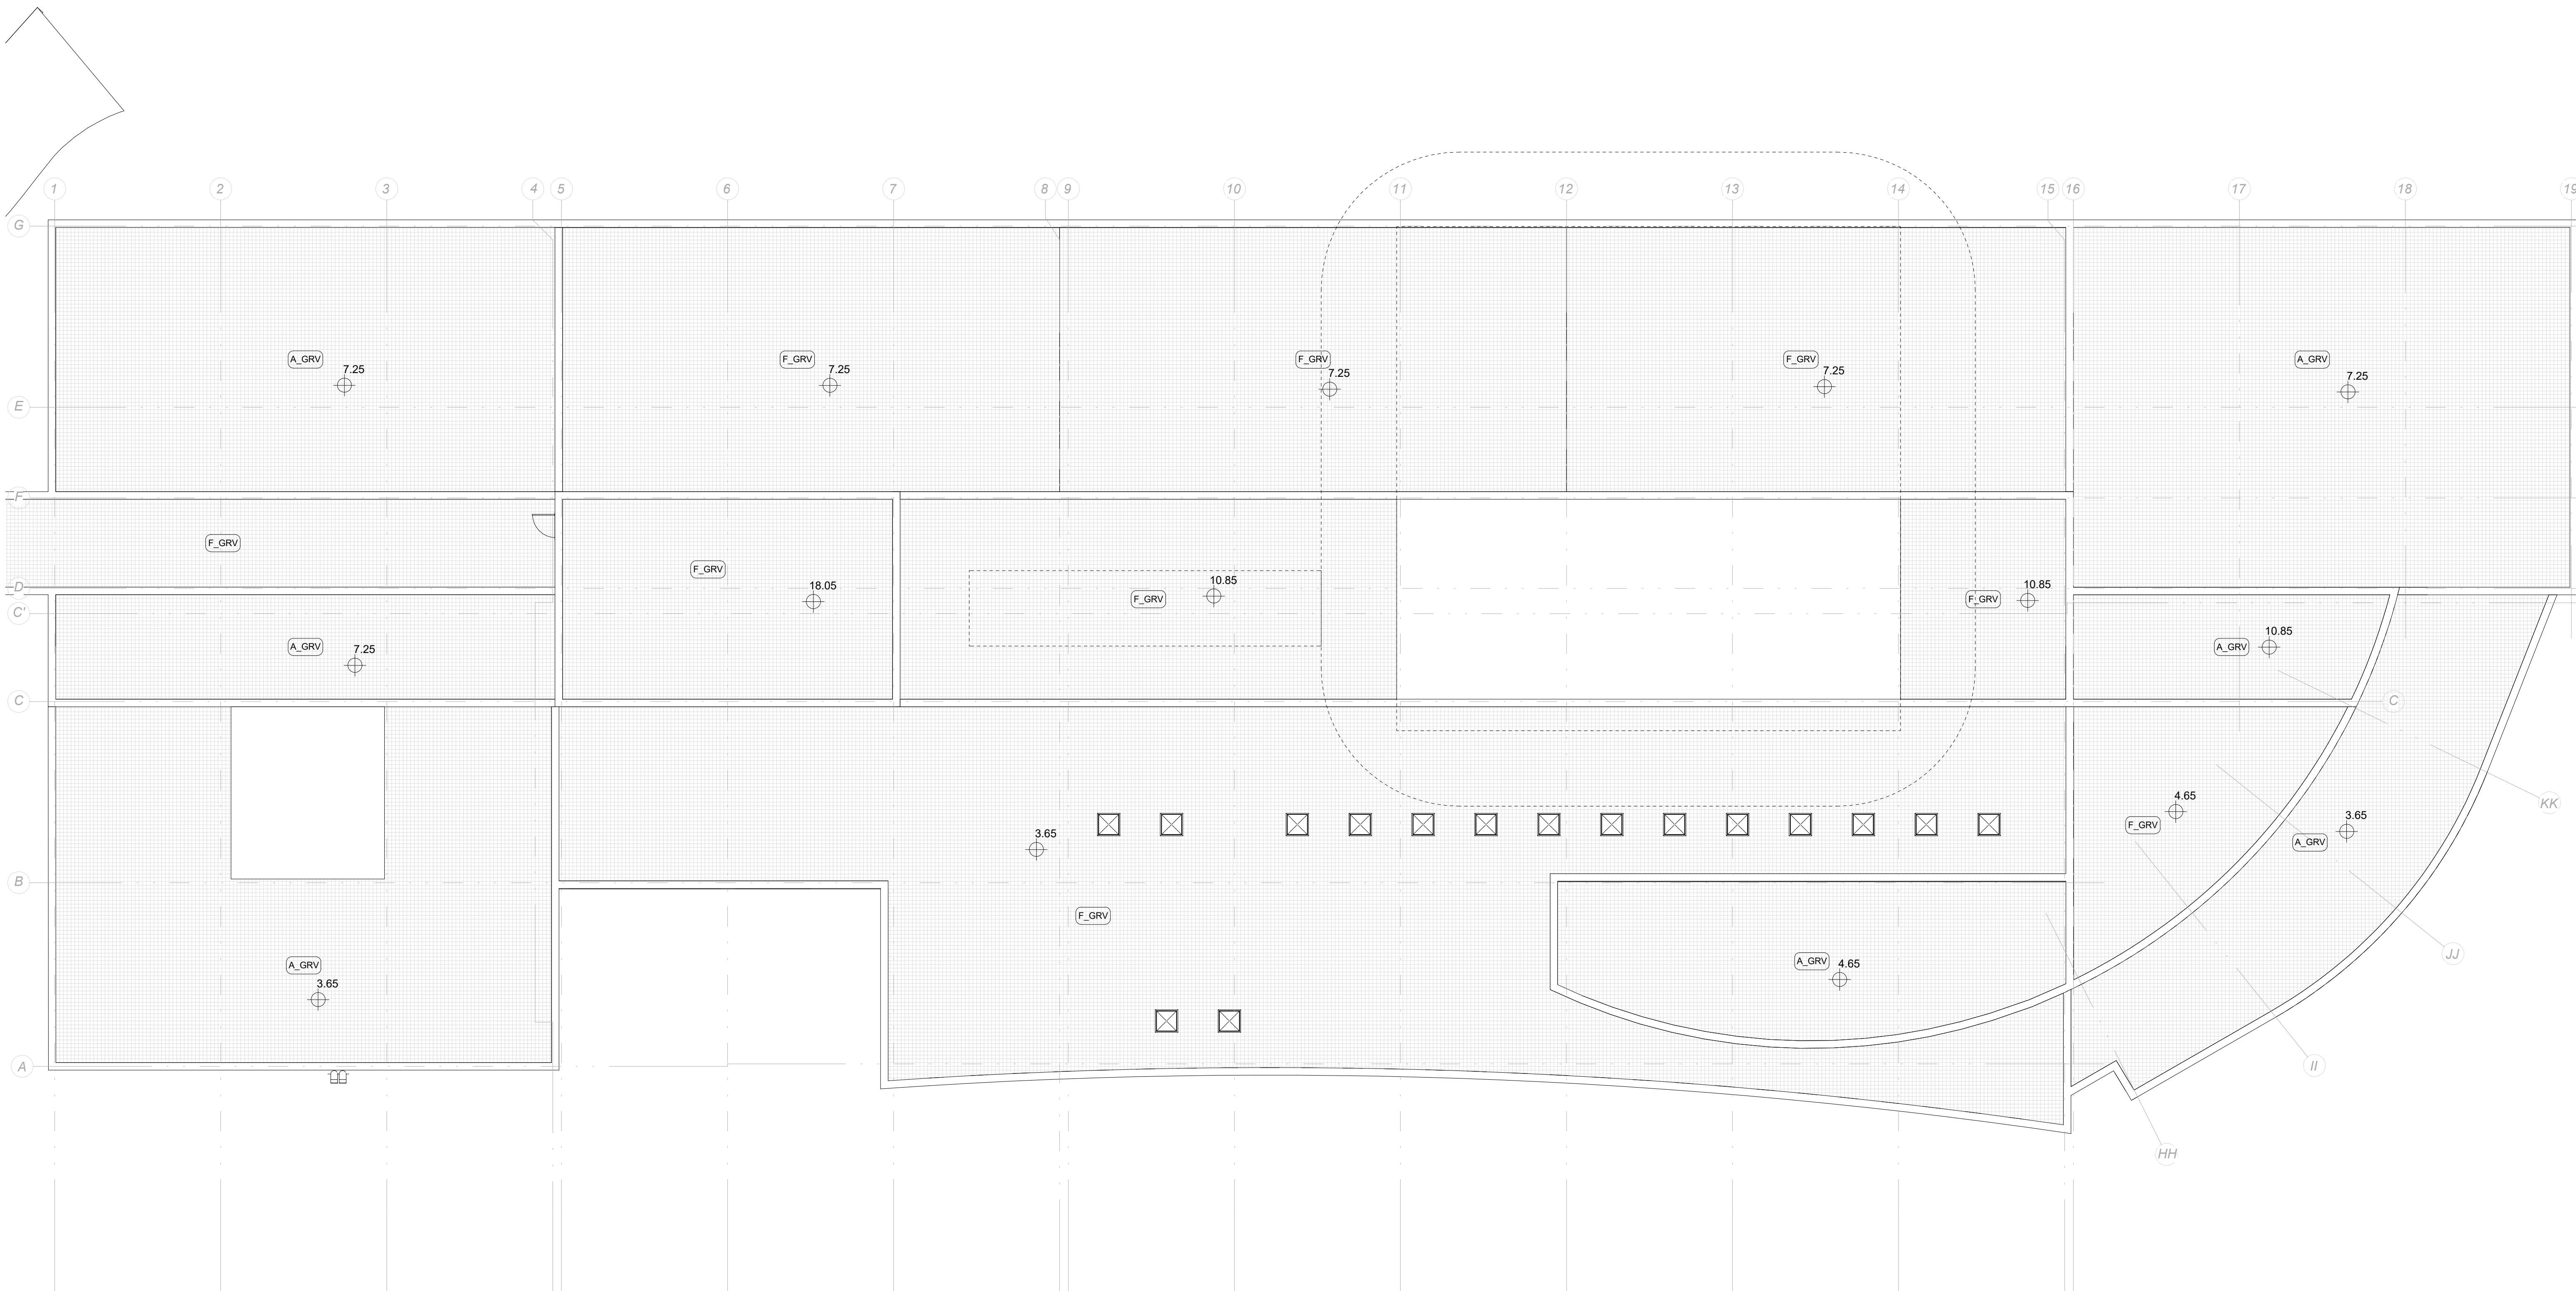 1 2 3 4 5 6 7 8 9 10 11 12 13 14 15 16 17 18 19
G
A_GRV F_GRV F_GRV F_GRV A_GRV
7.25 7.25 7.25 7.25 7.25
E
F
F_GRV
F_GRV
18.05
10.85
F_GRV
10.85
F_GRV
D
C'
A_GRV
7.25
10.85
A_GRV
C C
4.65
F_GRV
3.65
A_GRV
KK
3.65
B
F_GRV
JJ
A_GRV
3.65
A_GRV
4.65
A
II
HH